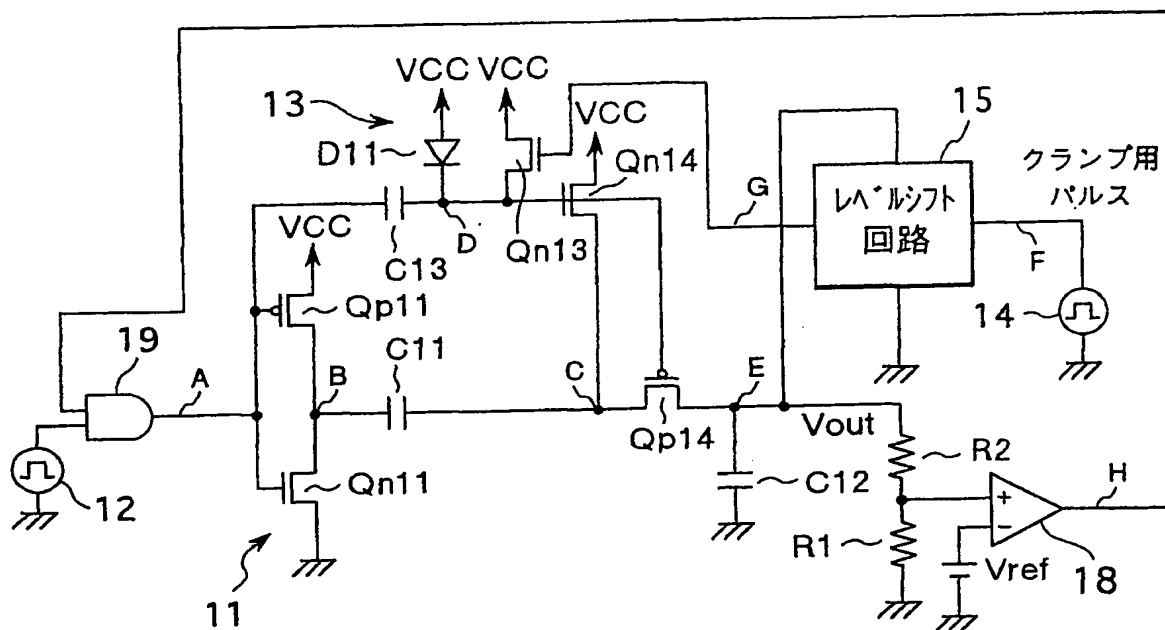 VCC VCC
13
VCC
15
D11
Qn14
クランプ用
パルス
レベルシフト
回路
G
F
D
Qn13
VCC
C13
Qp11
14
19
C11
A
B
C
E
Qp14
Vout
R2
12
Qn11
C12
H
R1
+
−
Vref
18
11